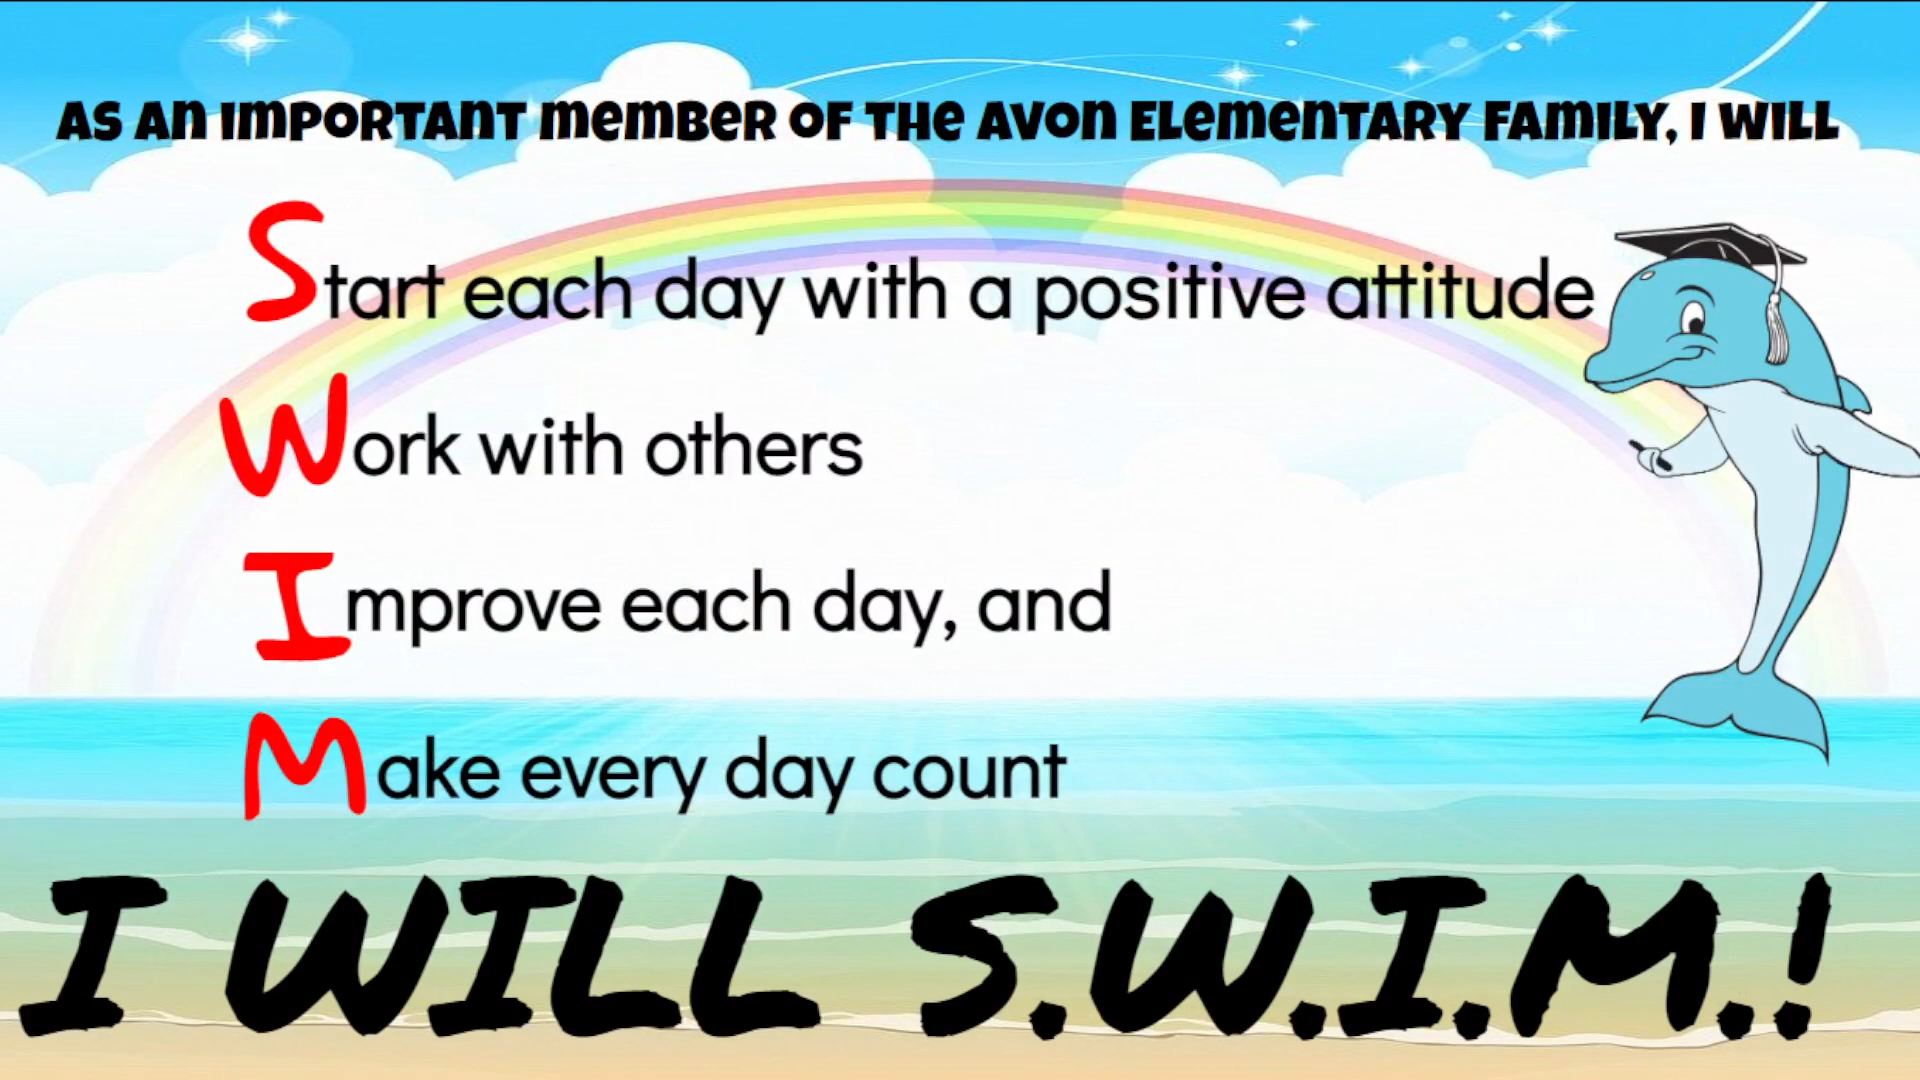 AS AN IMPORTANT MEMBER OF THE AVON ELEMENTARY FAMILY, I WILL
Start each day with a positive attitude
Work with others
Improve each day, and
Make every day count
I WILL S.W.I.M.!